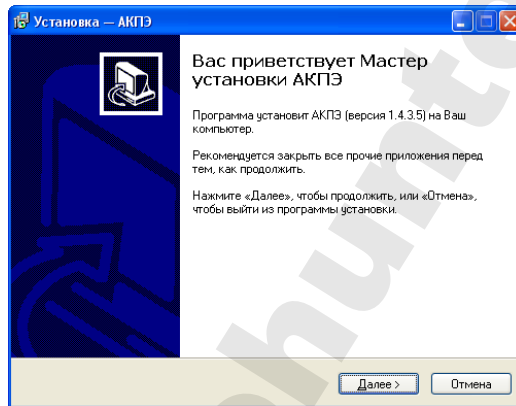 Установка — АКПЭ
Вас приветствует Мастер
установки АКПЭ
Программа установит АКПЭ (версия 1.4.3.5) на Ваш
компьютер.
Рекомендуется закрыть все прочие приложения перед
тем, как продолжить.
Нажмите «Далее», чтобы продолжить, или «Отмена»,
чтобы выйти из программы установки.
Далее >
Отмена